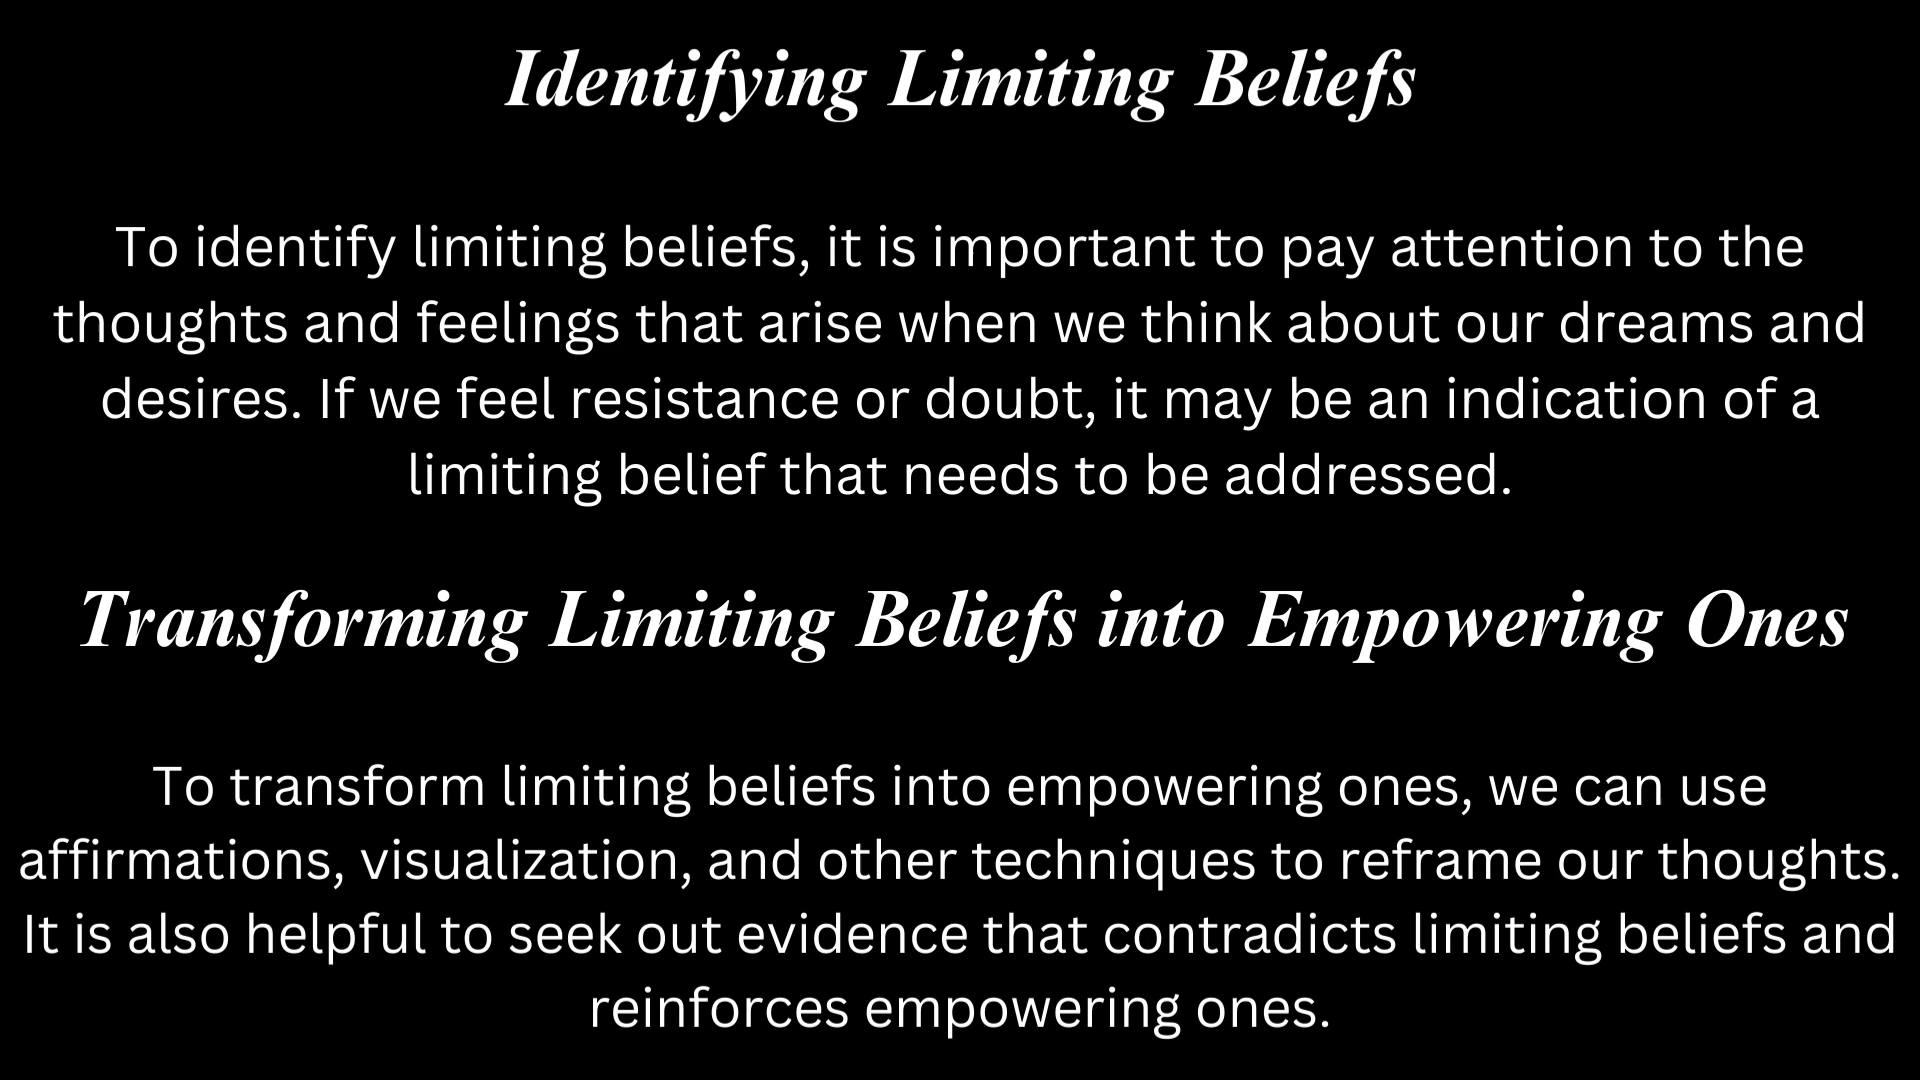 Identifying Limiting Beliefs
To identify limiting beliefs, it is important to pay attention to the
thoughts and feelings that arise when we think about our dreams and
desires. If we feel resistance or doubt, it may be an indication of a
limiting belief that needs to be addressed.
Transforming Limiting Beliefs into Empowering Ones
To transform limiting beliefs into empowering ones, we can use
affirmations, visualization, and other techniques to reframe our thoughts.
It is also helpful to seek out evidence that contradicts limiting beliefs and
reinforces empowering ones.